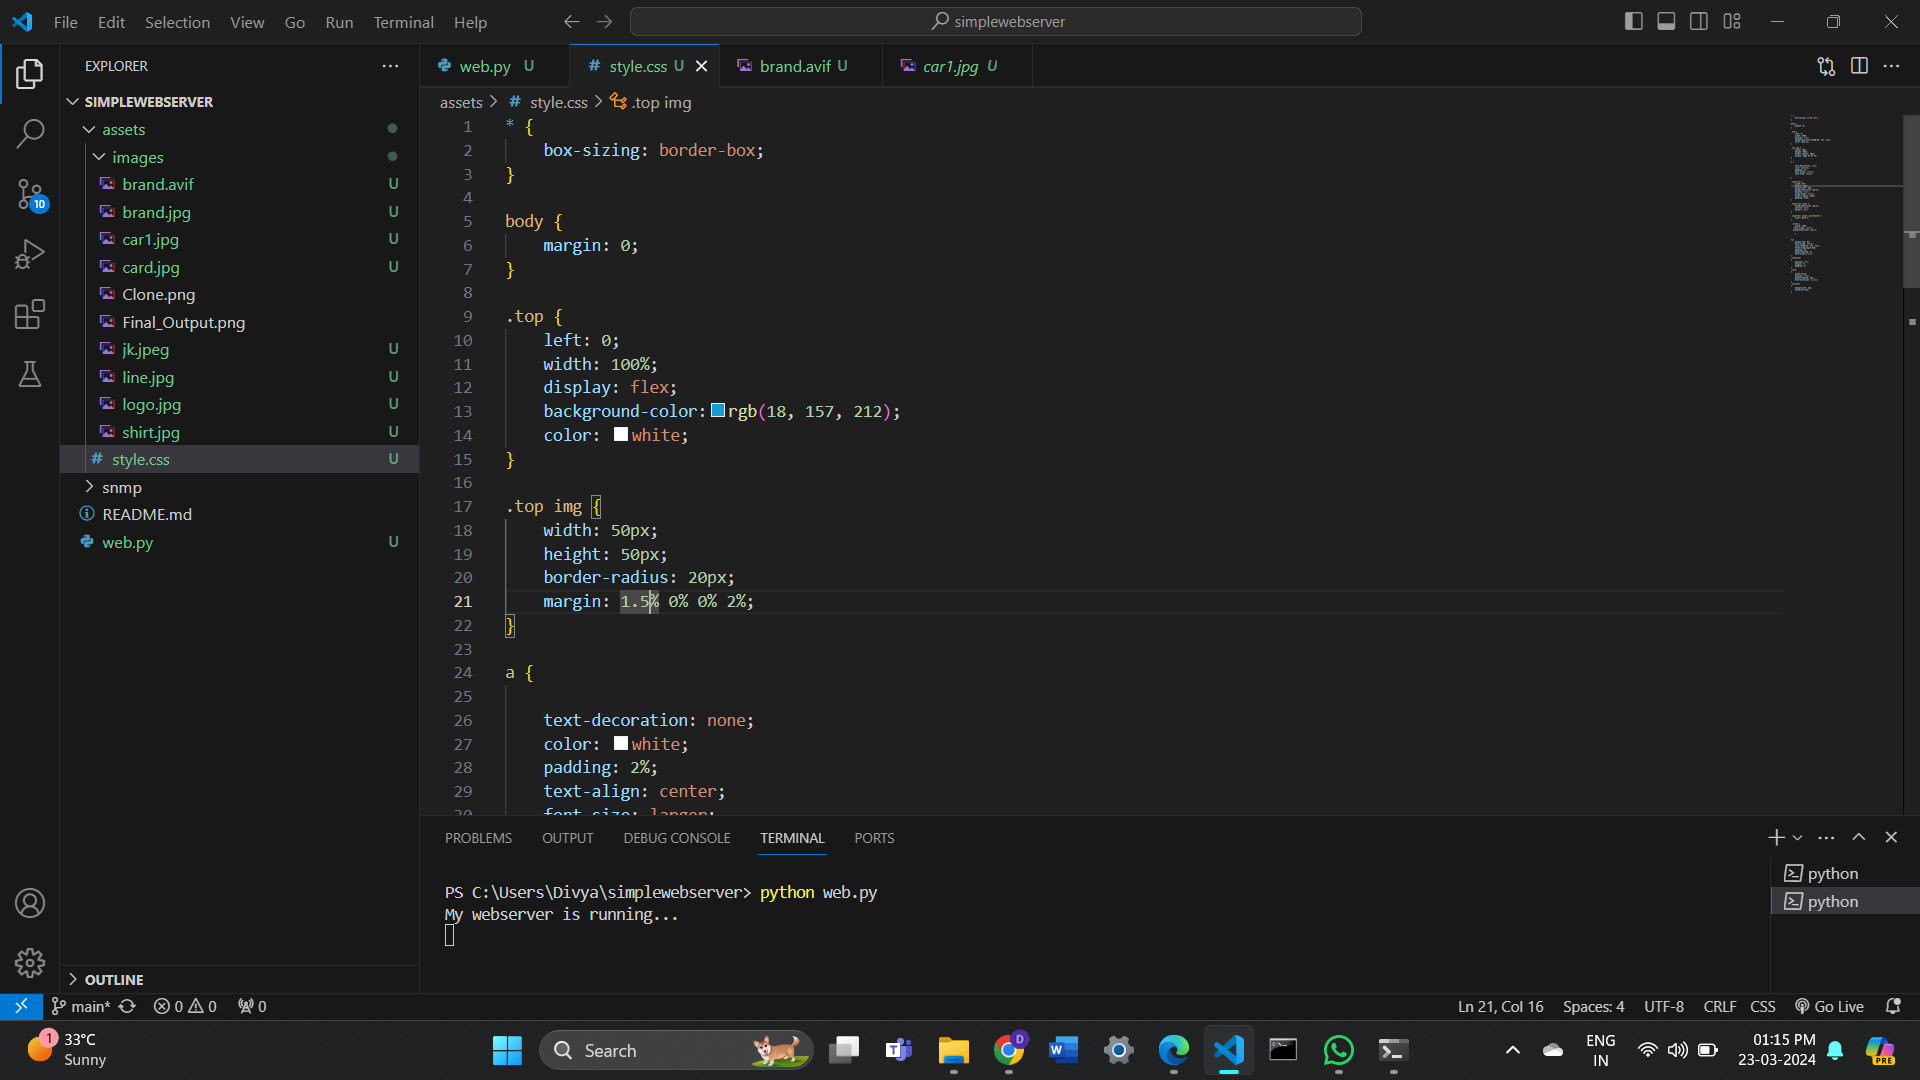 File Edit Selection View Go Run Terminal Help
simplewebserver
EXPLORER
SIMPLEWEBSERVER
assets
images
brand.avif U
brand.jpg U
car1.jpg U
card.jpg U
Clone.png
Final_Output.png
jk.jpeg U
line.jpg U
logo.jpg U
shirt.jpg U
style.css U
snmp
README.md
web.py U
OUTLINE
10
web.py U
style.css U
brand.avif U
car1.jpg U
assets > # style.css > .top img
1 * {
2 box-sizing: border-box;
3 }
4
5 body {
6 margin: 0;
7 }
8
9 .top {
10 left: 0;
11 width: 100%;
12 display: flex;
13 background-color: rgb(18, 157, 212);
14 color: white;
15 }
16
17 .top img {
18 width: 50px;
19 height: 50px;
20 border-radius: 20px;
21 margin: 1.5% 0% 0% 2%;
22 }
23
24 a {
25
26 text-decoration: none;
27 color: white;
28 padding: 2%;
29 text-align: center;
30 font-size: larger;
PROBLEMS OUTPUT DEBUG CONSOLE TERMINAL PORTS
PS C:\Users\Divya\simplewebserver> python web.py
My webserver is running...
python
python
main* 0 0 0
Ln 21, Col 16 Spaces: 4 UTF-8 CRLF CSS Go Live
1
33°C
Sunny
Search
D
ENG
IN
01:15 PM
23-03-2024
PRE